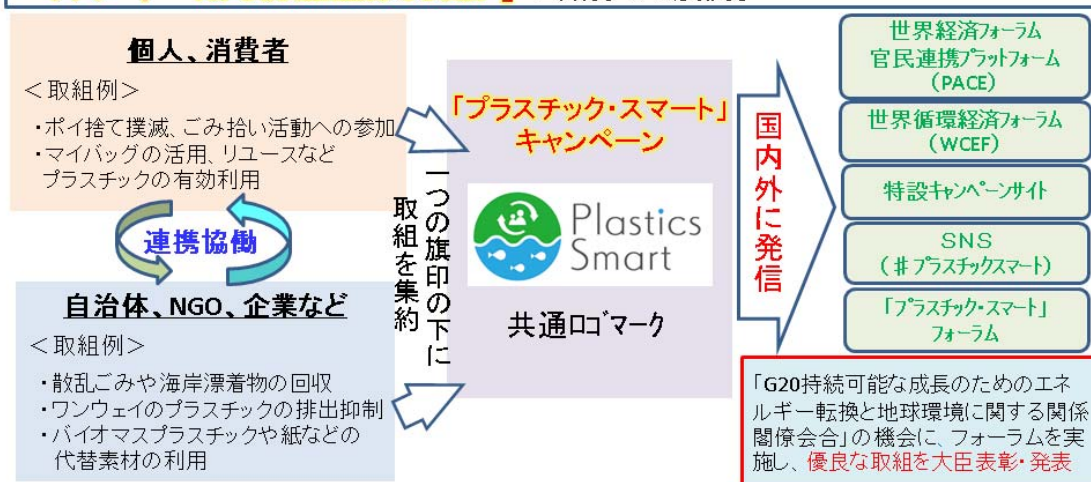 個人、消費者
＜取組例＞
・ポイ捨て撲滅、ごみ拾い活動への参加
・マイバッグの活用、リユースなど
プラスチックの有効利用
連携協働
自治体、NGO、企業など
＜取組例＞
・散乱ごみや海岸漂着物の回収
・ワンウェイのプラスチックの排出抑制
・バイオマスプラスチックや紙などの
代替素材の利用
一つの旗印の下に
取組を集約
「プラスチック・スマート」
キャンペーン
Plastics
Smart
共通ロゴマーク
国内外に発信
世界経済フォーラム
官民連携プラットフォーム
(PACE)
世界循環経済フォーラム
(WCEF)
特設キャンペーンサイト
SNS
(＃プラスチックスマート)
「プラスチック・スマート」
フォーラム
「G20持続可能な成長のためのエネ
ルギー転換と地球環境に関する関係
閣僚会合」の機会に、フォーラムを実
施し、優良な取組を大臣表彰・発表